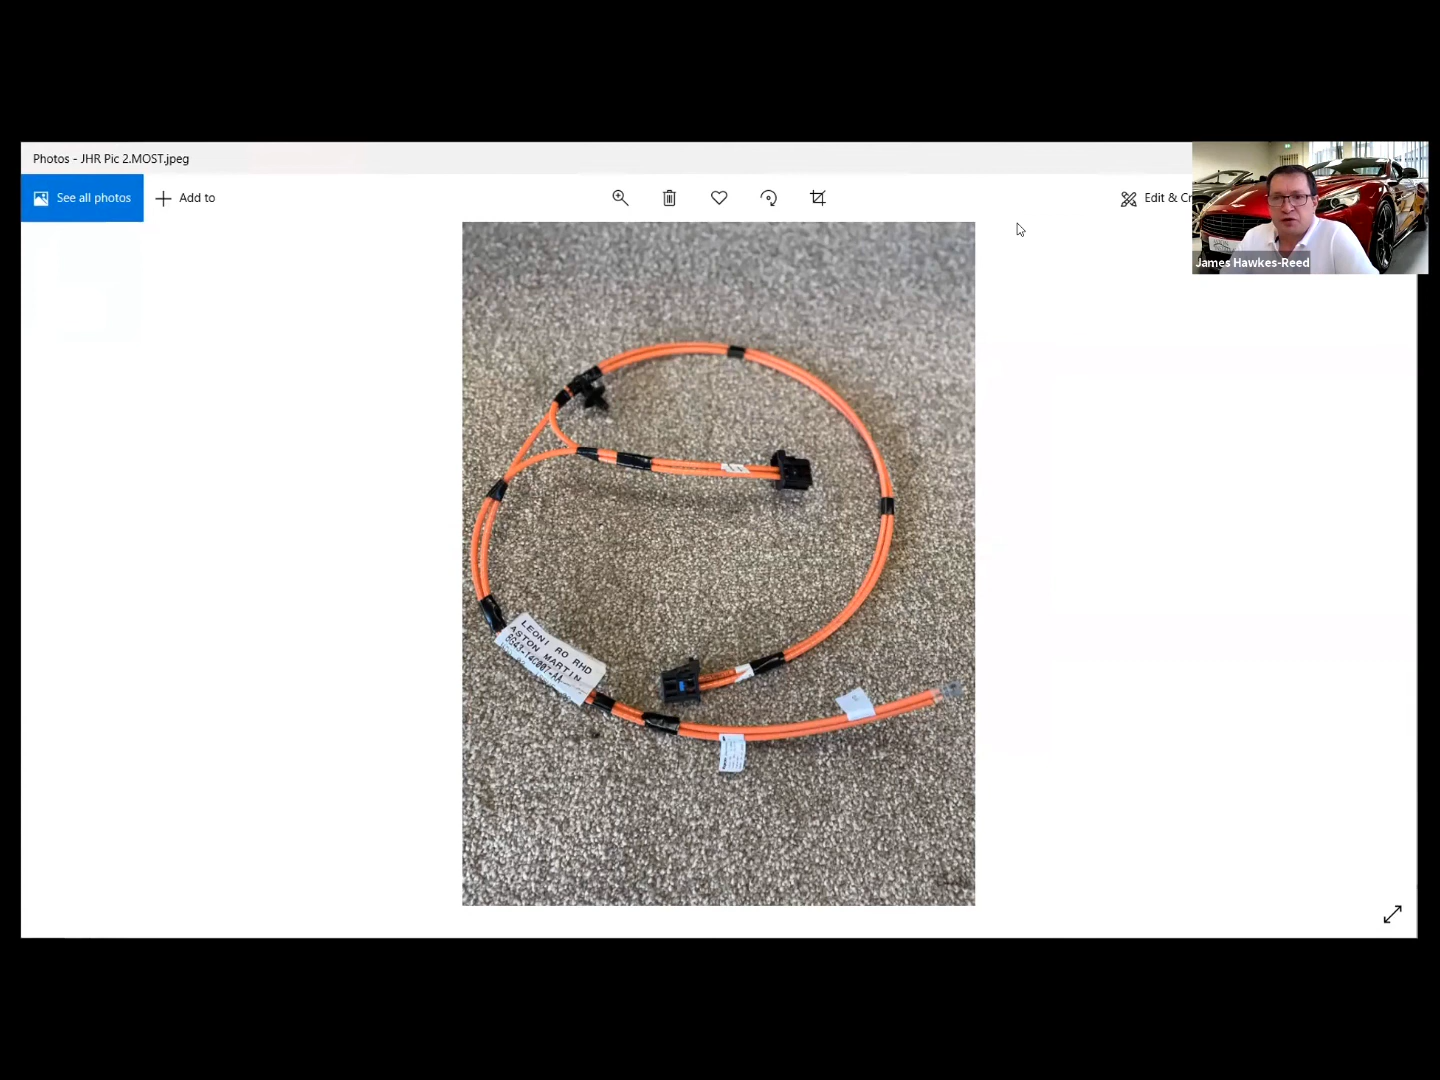 Photos - JHR Pic 2.MOST.jpeg
See all photos
Add to
Edit & Cr
James Hawkes-Reed
LEONI RO RHD
ASTON MARTIN